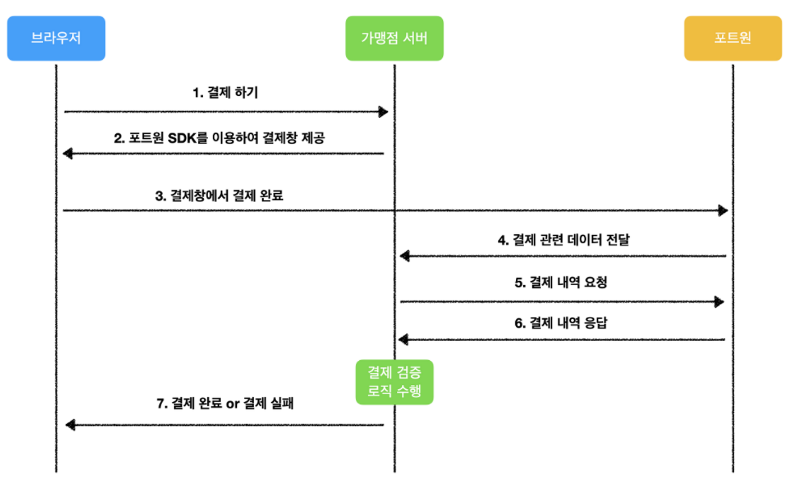 브라우저
가맹점 서버
포트원
1. 결제 하기
2. 포트원 SDK를 이용하여 결제창 제공
3. 결제창에서 결제 완료
4. 결제 관련 데이터 전달
5. 결제 내역 요청
6. 결제 내역 응답
결제 검증
로직 수행
7. 결제 완료 or 결제 실패